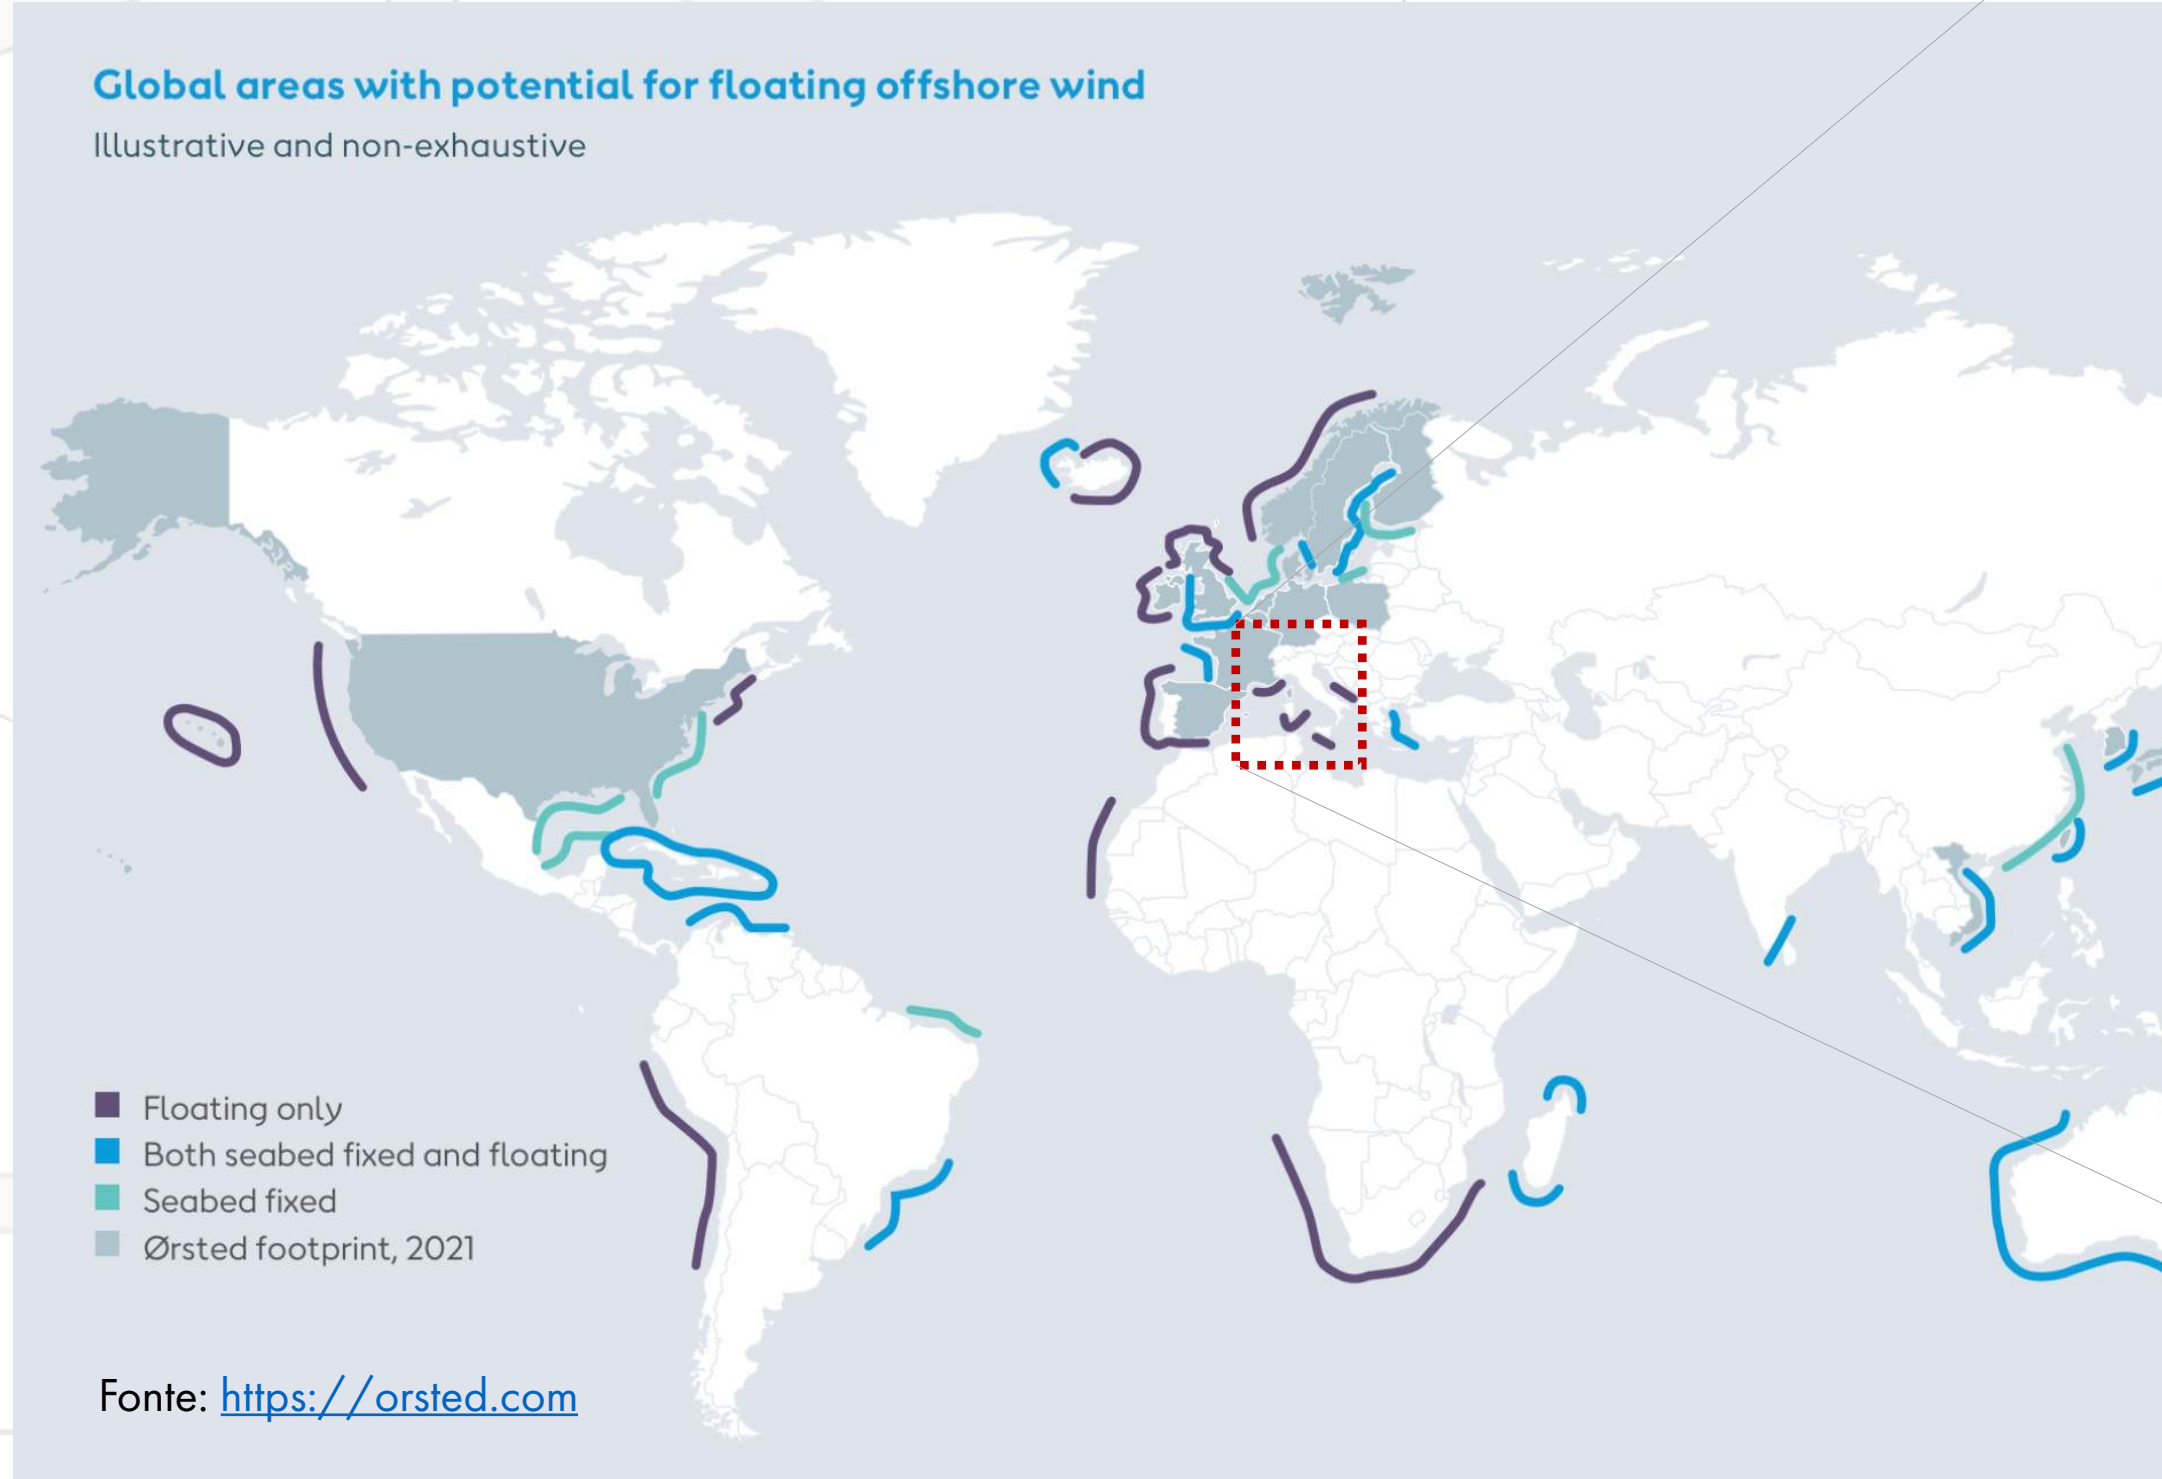 Global areas with potential for floating offshore wind
Illustrative and non-exhaustive
Floating only
Both seabed fixed and floating
Seabed fixed
Ørsted footprint, 2021
Fonte: https://orsted.com